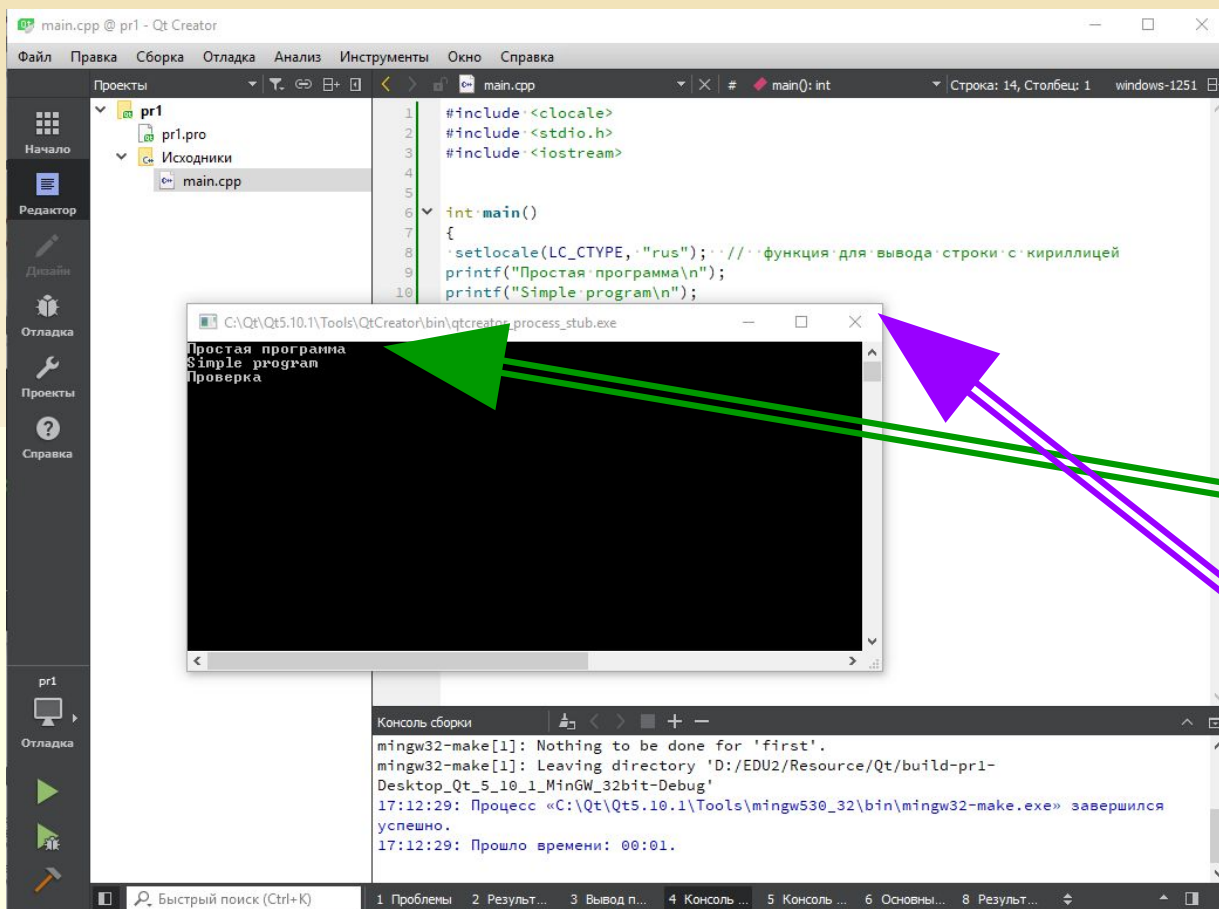 main.cpp @ pr1 - Qt Creator
Файл Правка Сборка Отладка Анализ Инструменты Окно Справка
Проекты
main.cpp
#
main(): int
Строка: 14, Столбец: 1
windows-1251
Начало
Редактор
Дизайн
Отладка
Проекты
Справка
pr1
pr1.pro
Исходники
main.cpp
1 #include <clocale>
2 #include <stdio.h>
3 #include <iostream>
4
5
6 int main()
7 {
8 setlocale(LC_CTYPE, "rus"); // функция для вывода строки с кириллицей
9 printf("Простая программа\n");
10 printf("Simple program\n");
C:\Qt\Qt5.10.1\Tools\QtCreator\bin\qtcreator_process_stub.exe
Простая программа
Simple program
Проверка
pr1
Отладка
Консоль сборки
mingw32-make[1]: Nothing to be done for 'first'.
mingw32-make[1]: Leaving directory 'D:/EDU2/Resource/Qt/build-pr1-
Desktop_Qt_5_10_1_MinGW_32bit-Debug'
17:12:29: Процесс «C:\Qt\Qt5.10.1\Tools\mingw530_32\bin\mingw32-make.exe» завершился
успешно.
17:12:29: Прошло времени: 00:01.
Быстрый поиск (Ctrl+K)
1 Проблемы 2 Результ... 3 Вывод п... 4 Консоль ... 5 Консоль ... 6 Основны... 8 Результ...